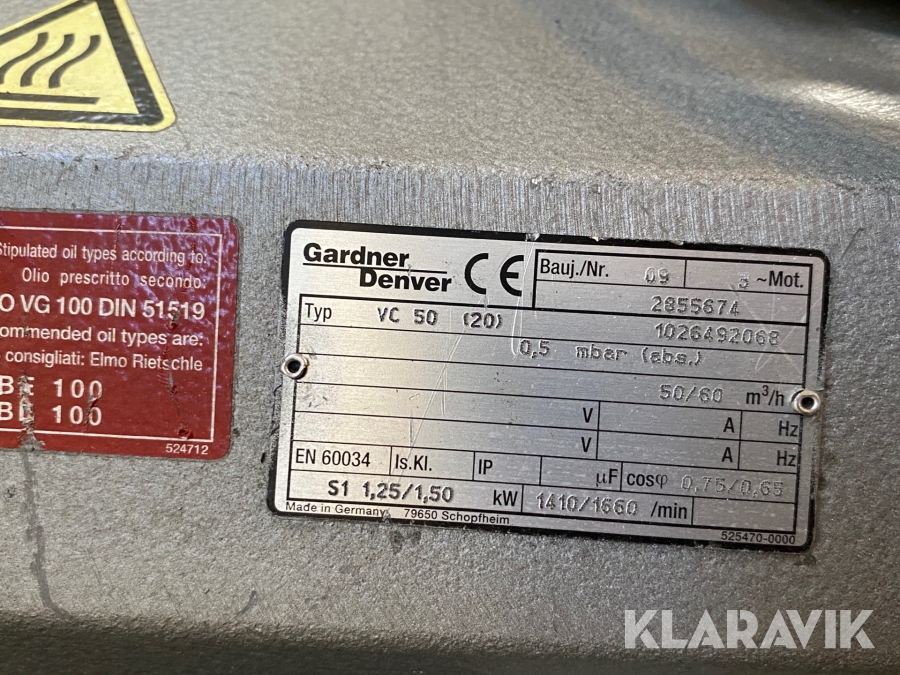 Stipulated oil types according to:
Olio prescritto secondo:
O VG 100 DIN 51519
ommended oil types are:
consigliati: Elmo Rietschle
BE 100
BE 100
524712
Gardner
Denver CE
Bauj./Nr. 09 3 ~Mot.
2855674
Typ VC 50 (20) 1026492068
0,5 mbar (abs.)
50/60 m³/h
V A Hz
V A Hz
EN 60034 Is.Kl. IP µF cosφ 0,75/0,65
S1 1,25/1,50 kW 1410/1660 /min
Made in Germany 79650 Schopfheim 525470-0000
KLARAVIK